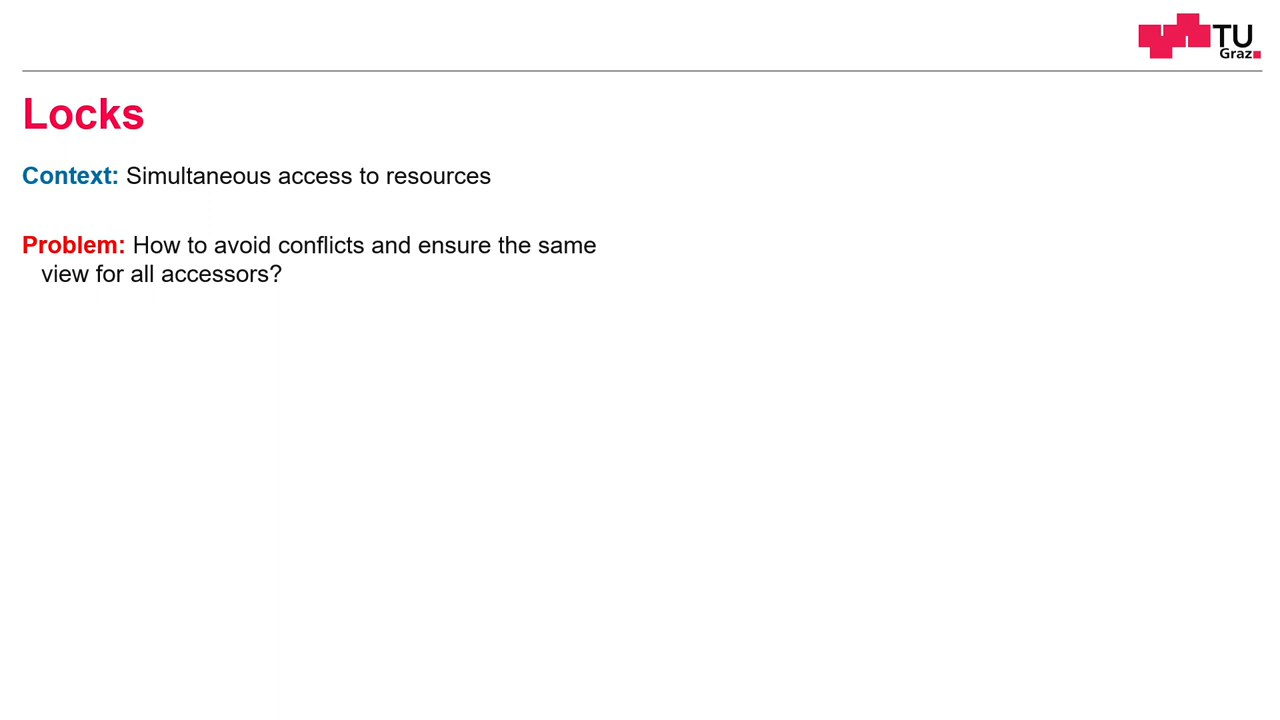 TU
Graz
Locks
Context: Simultaneous access to resources
Problem: How to avoid conflicts and ensure the same
view for all accessors?